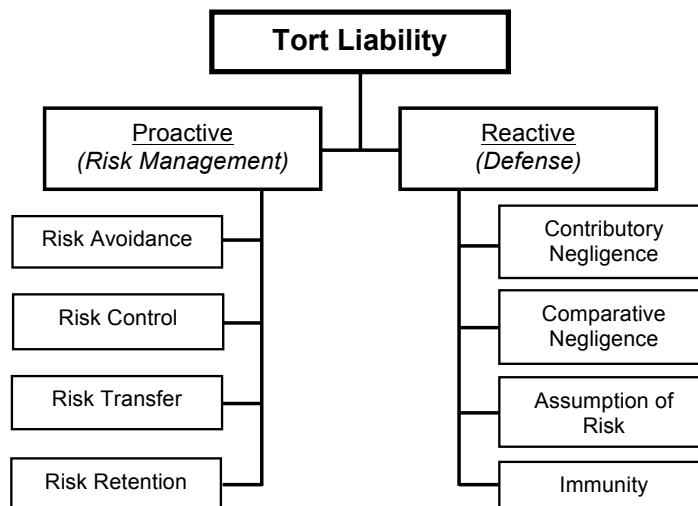 Tort Liability
Proactive
(Risk Management)
Reactive
(Defense)
Risk Avoidance
Risk Control
Risk Transfer
Risk Retention
Contributory
Negligence
Comparative
Negligence
Assumption of
Risk
Immunity